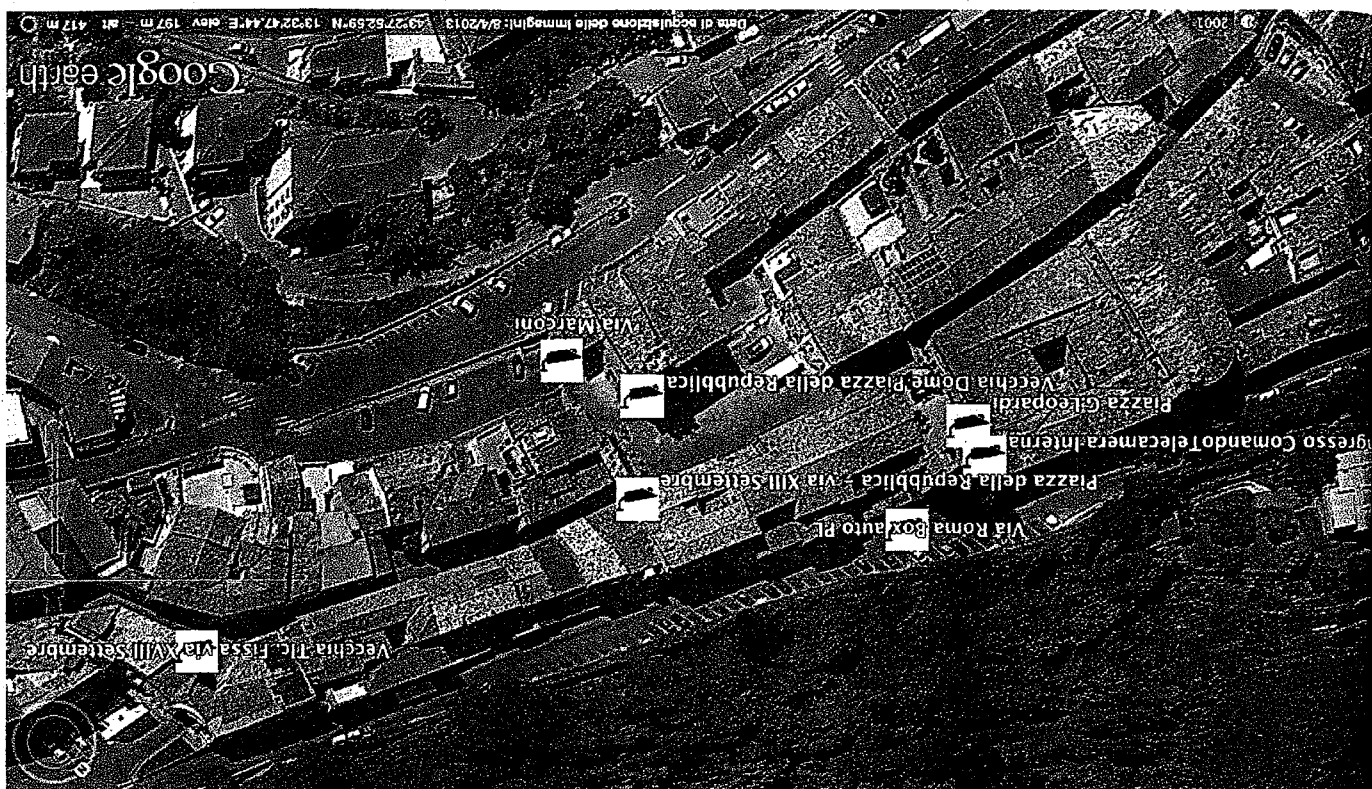 Vecchia Tlc. Fissa via XVIII Settembre
Via Roma Box auto PL
Piazza della Repubblica - via XIII Settembre
gresso ComandoTelecamera Interna
Piazza G.Leopardi
Vecchia Dome Piazza della Repubblica
Via Marconi
Google earth
2001
Data di acquisizione delle immagini: 8/4/2013 43°27'52.59"N 13°32'47.44"E elev 197 m alt 417 m